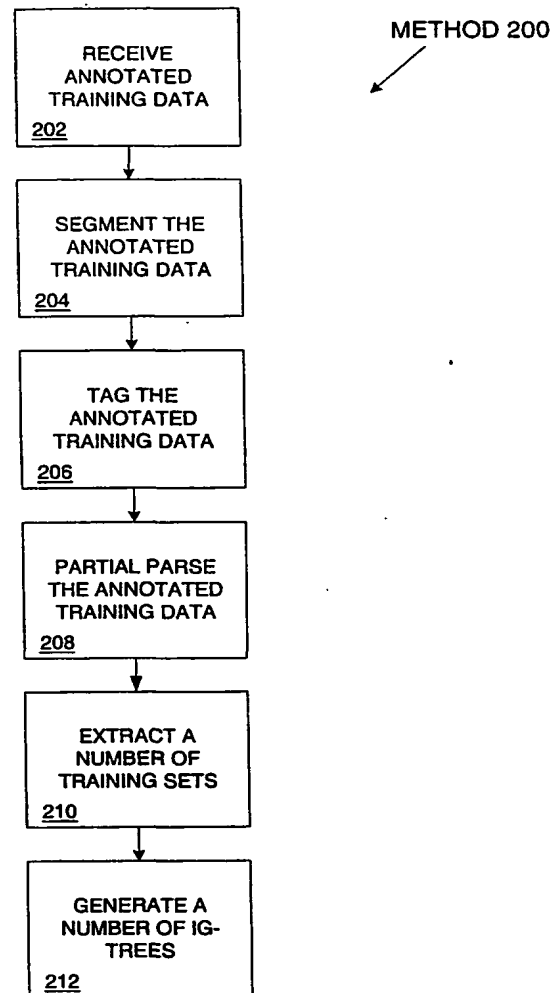 METHOD 200
RECEIVE
ANNOTATED
TRAINING DATA
202
SEGMENT THE
ANNOTATED
TRAINING DATA
204
TAG THE
ANNOTATED
TRAINING DATA
206
PARTIAL PARSE
THE ANNOTATED
TRAINING DATA
208
EXTRACT A
NUMBER OF
TRAINING SETS
210
GENERATE A
NUMBER OF IG-
TREES
212